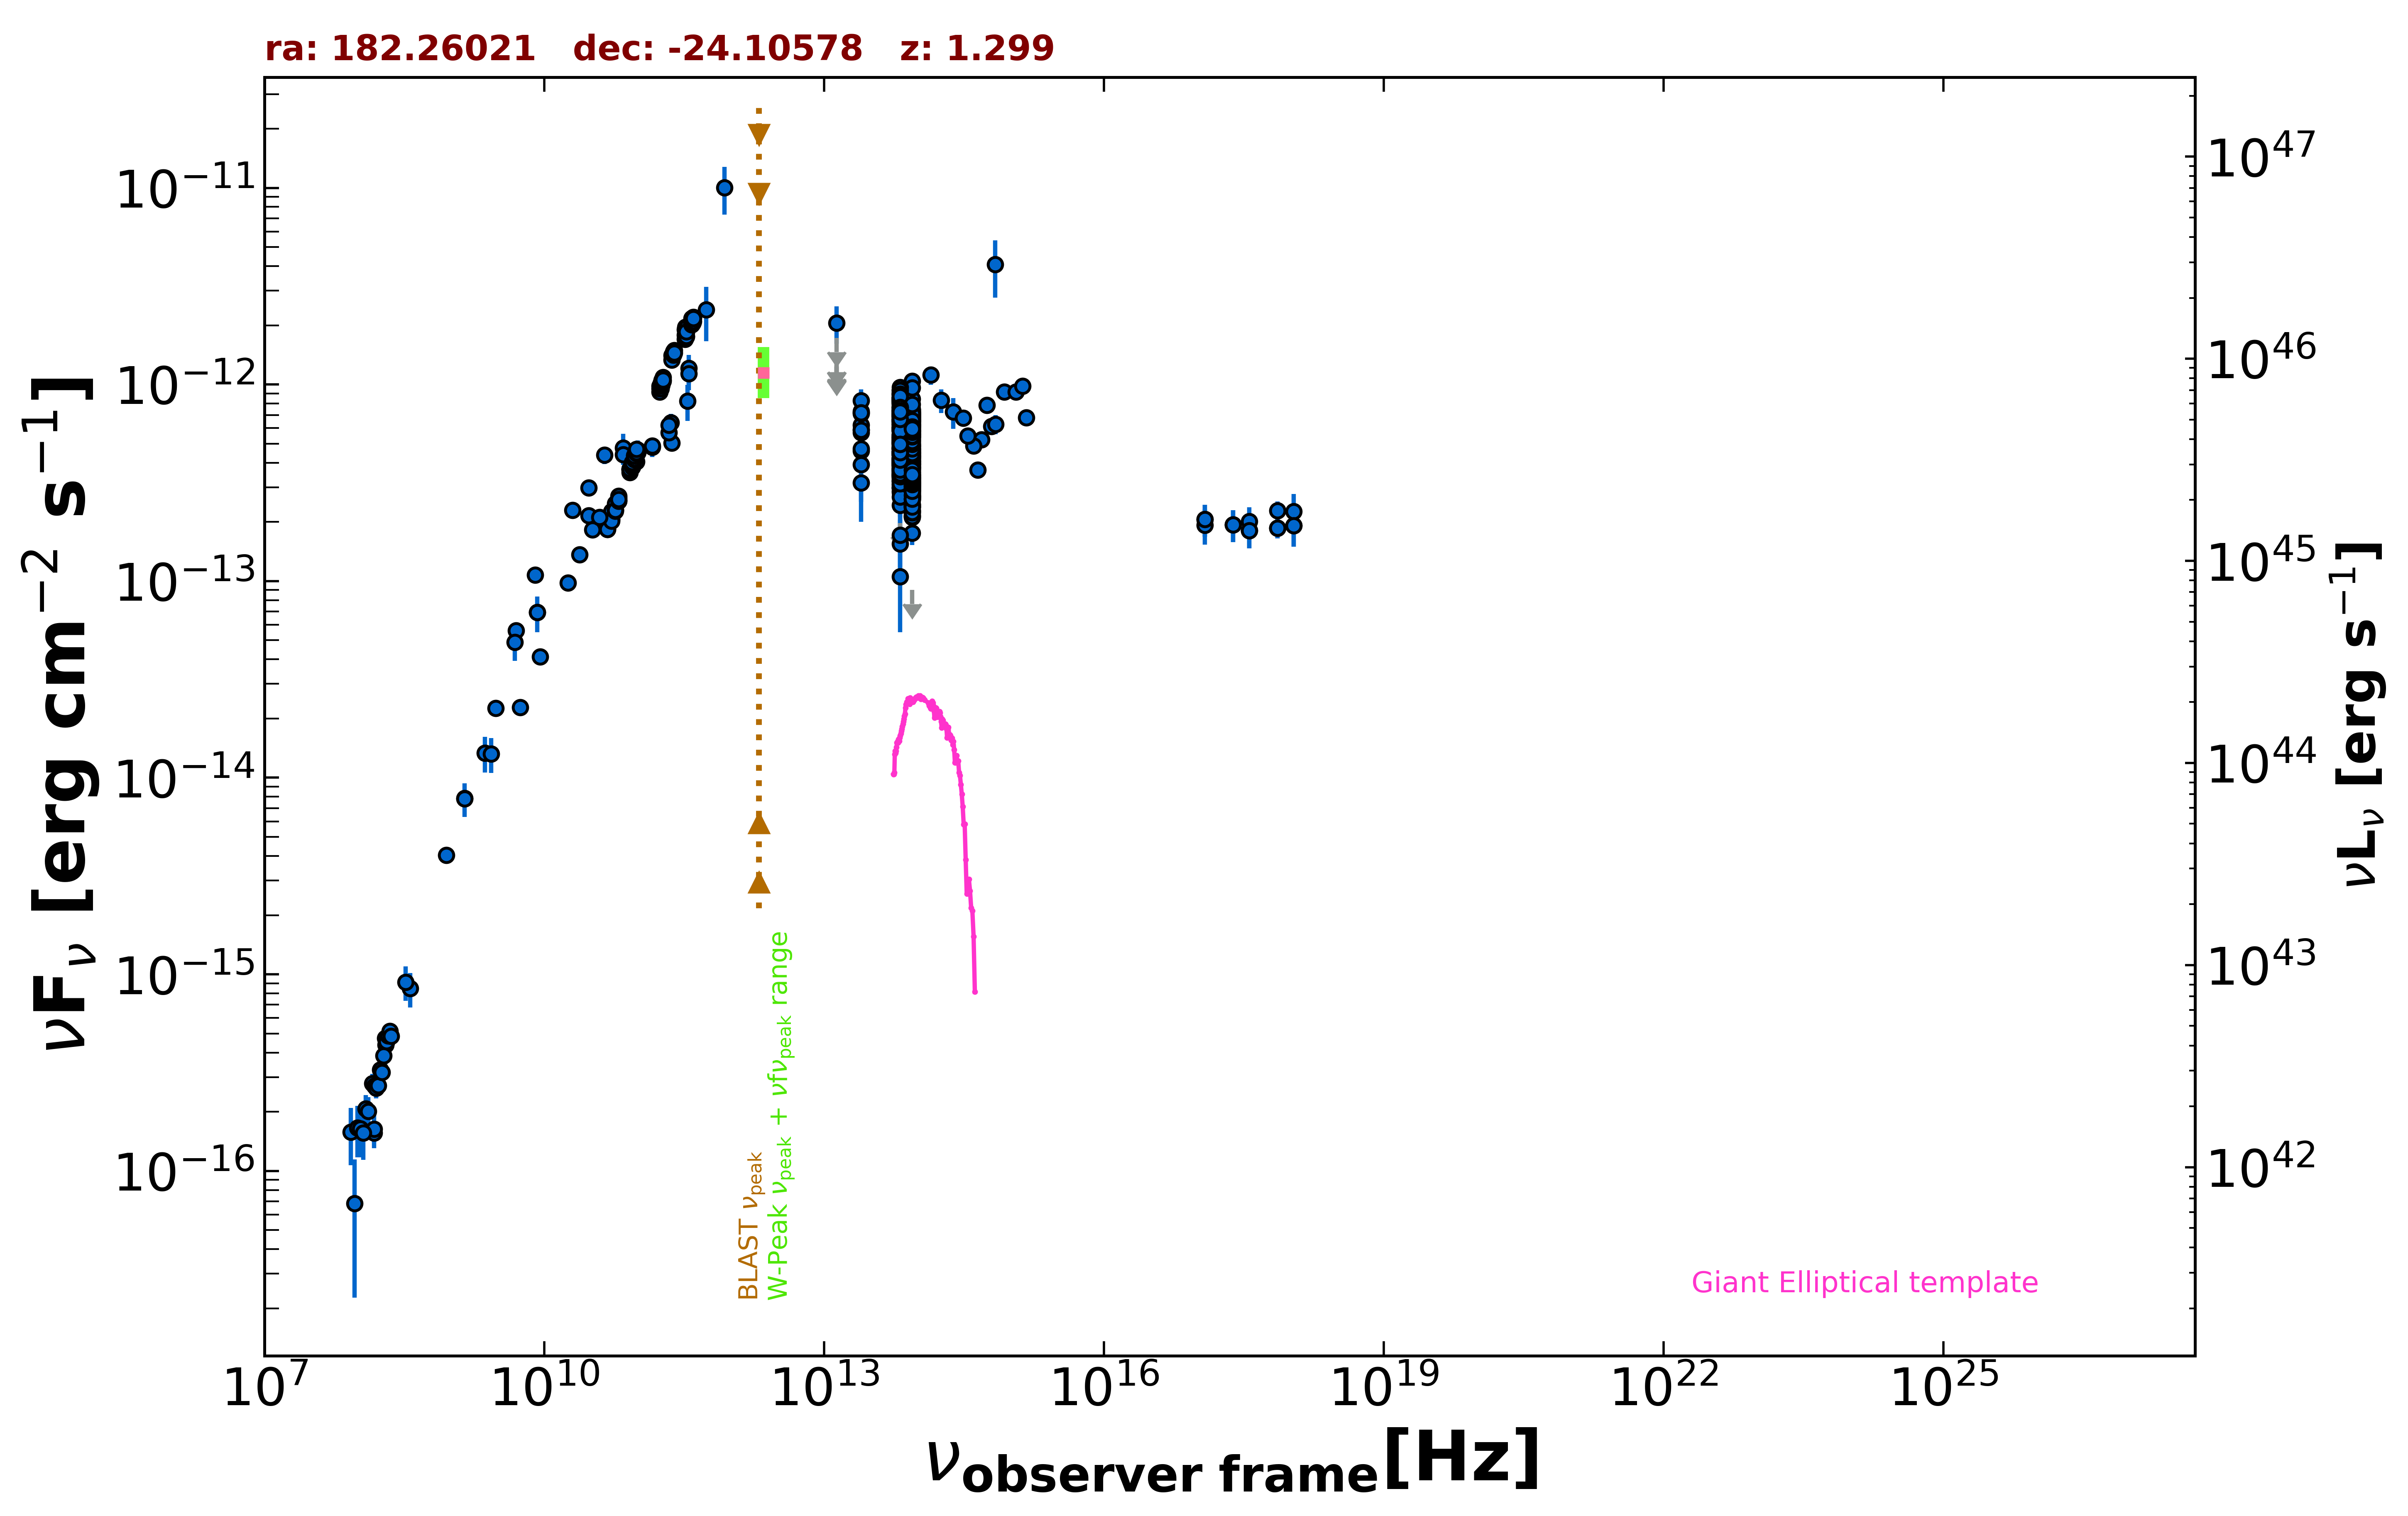 ra: 182.26021 dec: -24.10578 z: 1.299
νFν [erg cm⁻² s⁻¹]
10⁻¹¹
10⁻¹²
10⁻¹³
10⁻¹⁴
10⁻¹⁵
10⁻¹⁶
BLAST νpeak
W-Peak νpeak + νfνpeak range
Giant Elliptical template
10⁴⁷
10⁴⁶
10⁴⁵
10⁴⁴
10⁴³
10⁴²
νLν [erg s⁻¹]
10⁷ 10¹⁰ 10¹³ 10¹⁶ 10¹⁹ 10²² 10²⁵
νobserver frame[Hz]